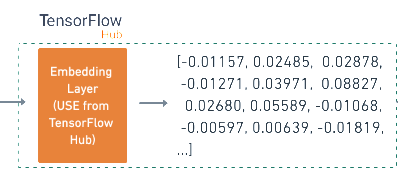 TensorFlow
Hub
Embedding
Layer
(USE from
TensorFlow
Hub)
[-0.01157, 0.02485, 0.02878,
-0.01271, 0.03971, 0.08827,
0.02680, 0.05589, -0.01068,
-0.00597, 0.00639, -0.01819,
...]